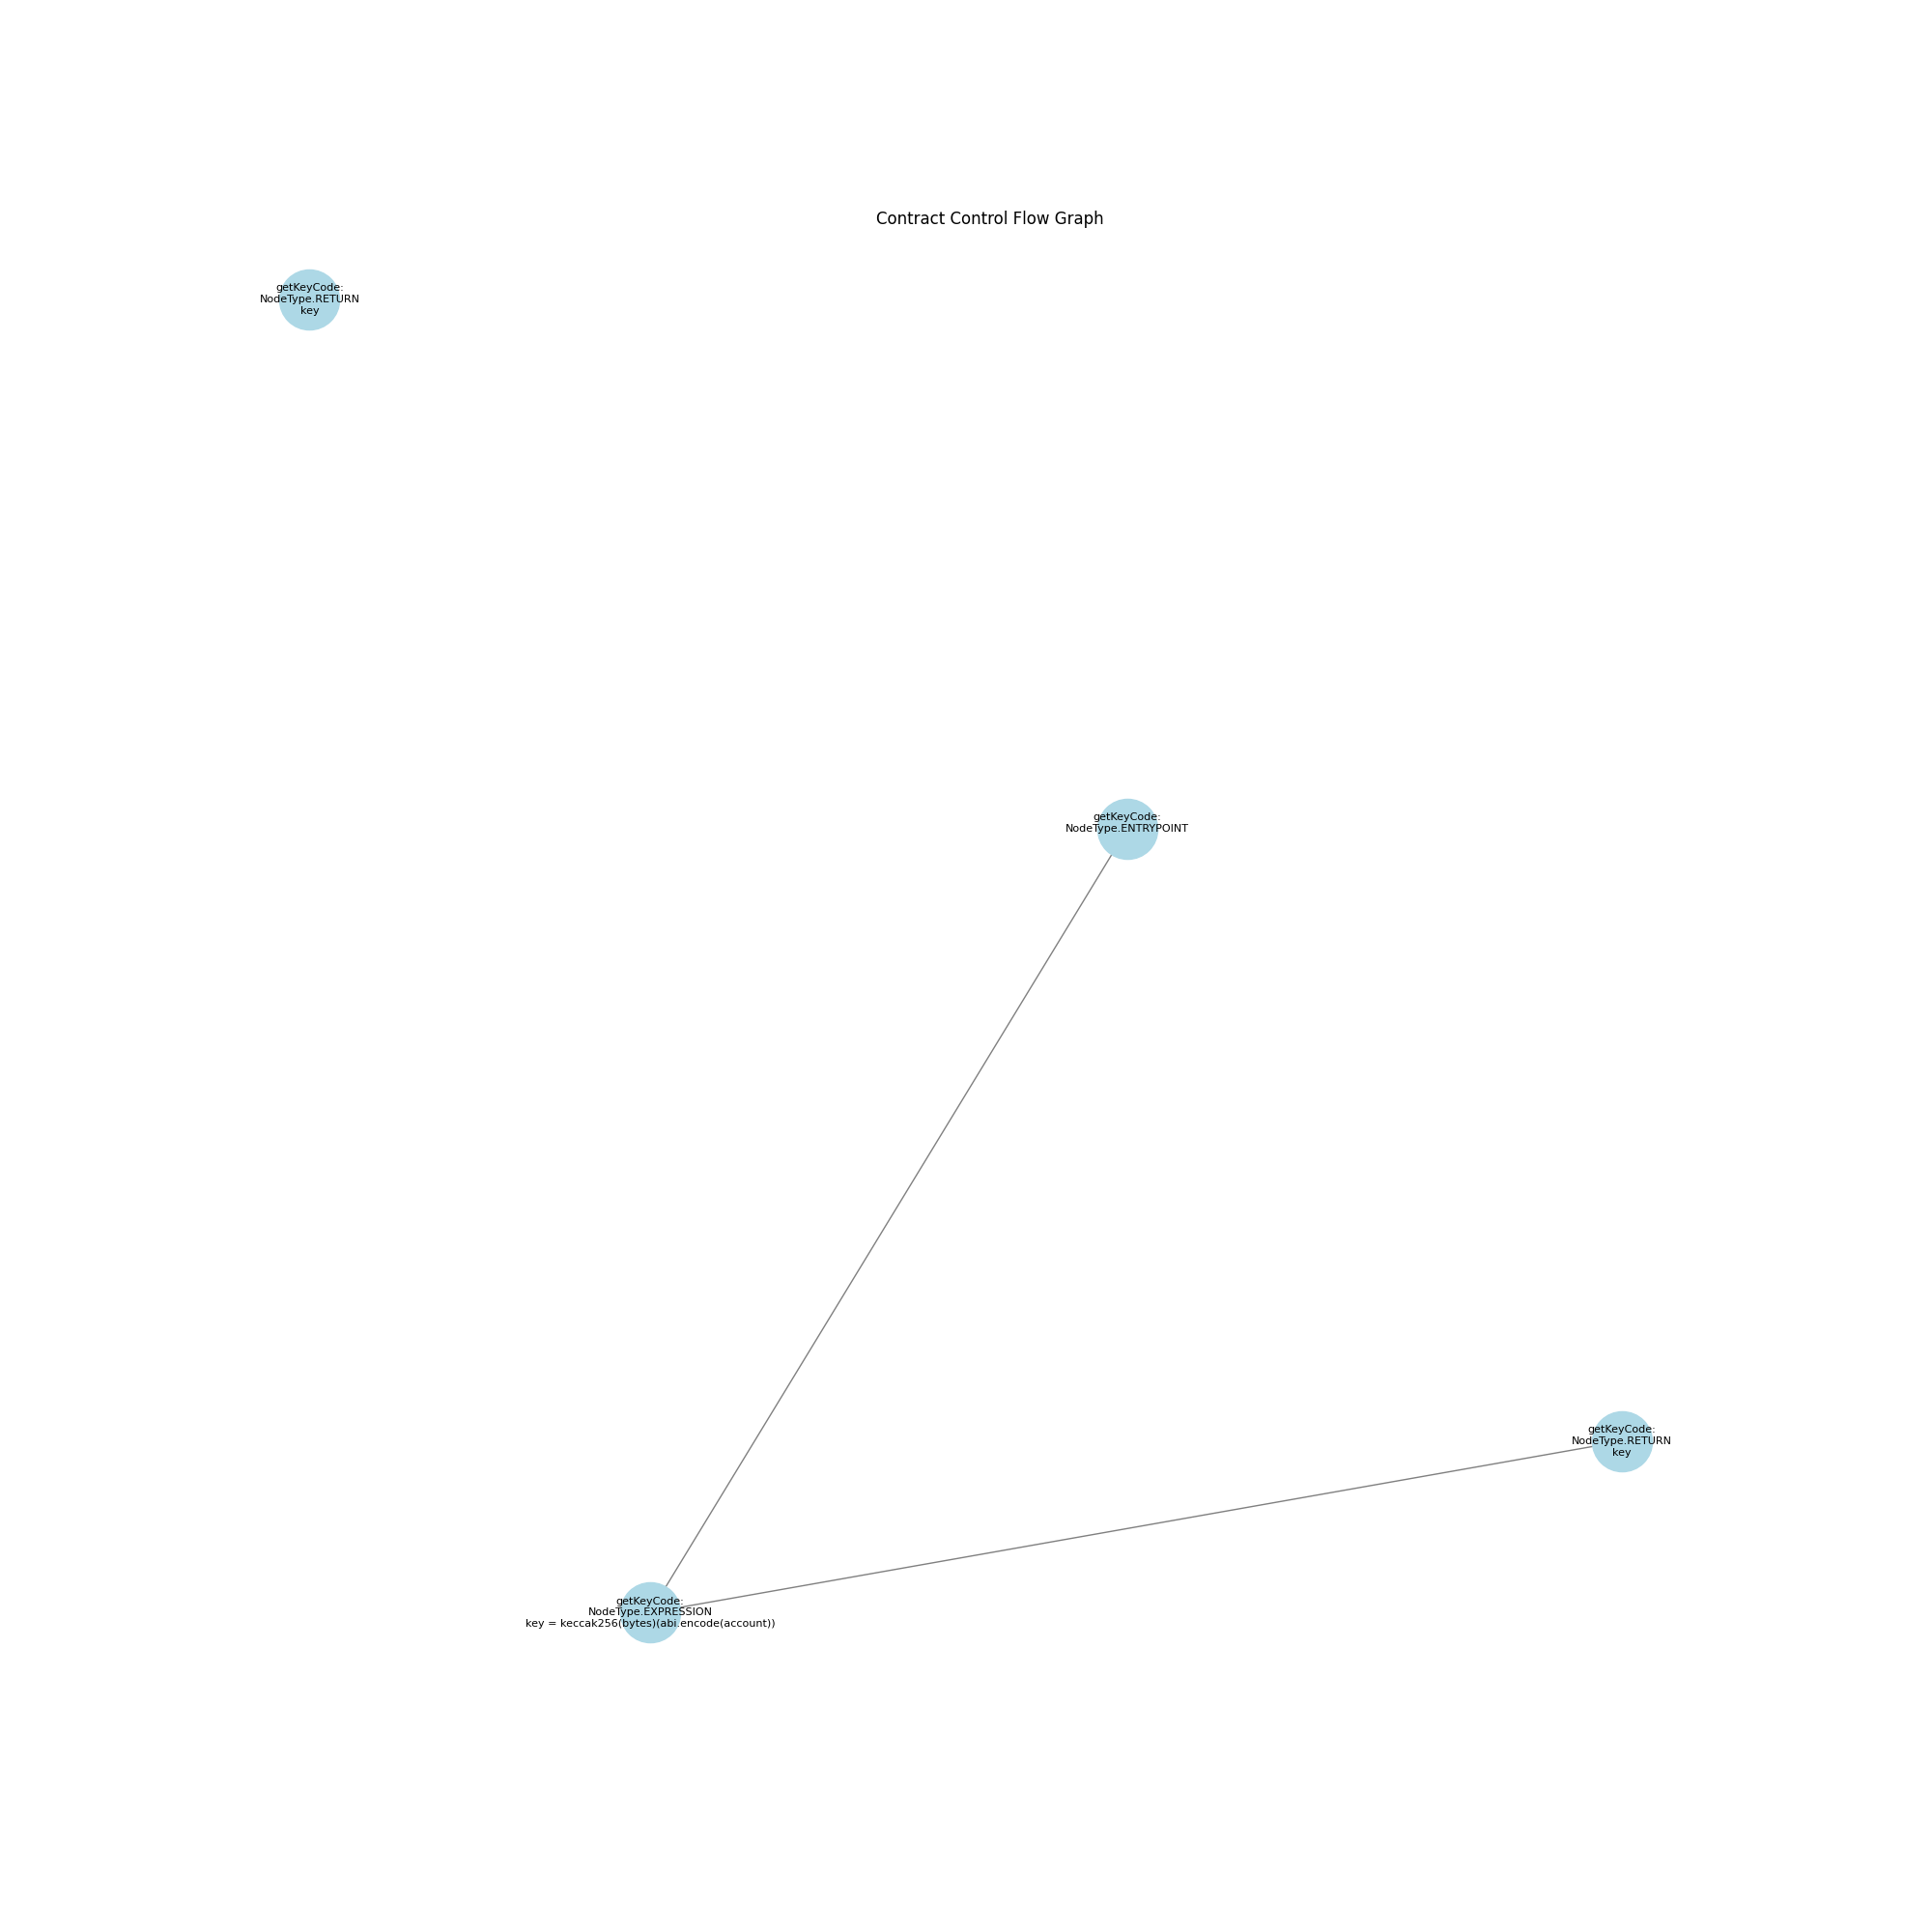 Contract Control Flow Graph
getKeyCode:
NodeType.RETURN
key
getKeyCode:
NodeType.ENTRYPOINT
getKeyCode:
NodeType.RETURN
key
getKeyCode:
NodeType.EXPRESSION
key = keccak256(bytes)(abi.encode(account))